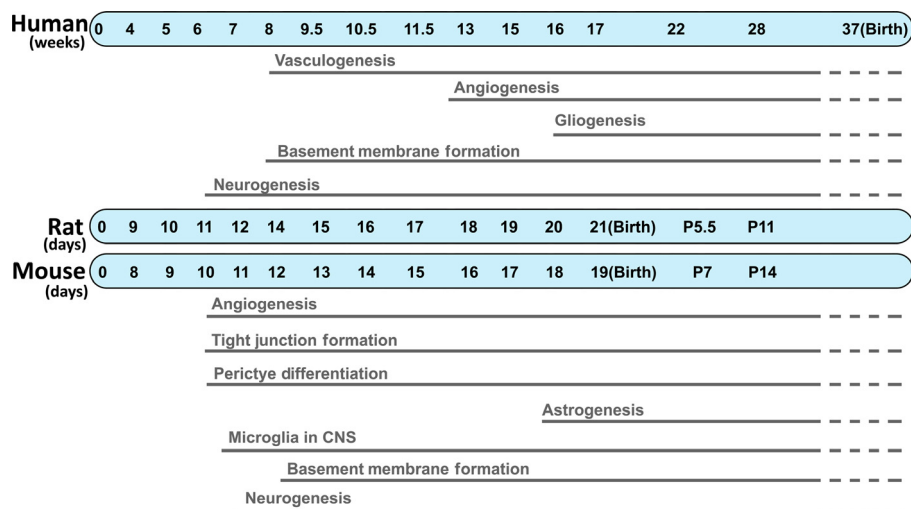 Human 0 4 5 6 7 8 9.5 10.5 11.5 13 15 16 17 22 28 37(Birth)
(weeks)
Vasculogenesis
Angiogenesis
Gliogenesis
Basement membrane formation
Neurogenesis
Rat 0 9 10 11 12 14 15 16 17 18 19 20 21(Birth) P5.5 P11
(days)
Mouse 0 8 9 10 11 12 13 14 15 16 17 18 19(Birth) P7 P14
(days)
Angiogenesis
Tight junction formation
Perictye differentiation
Astrogenesis
Microglia in CNS
Basement membrane formation
Neurogenesis